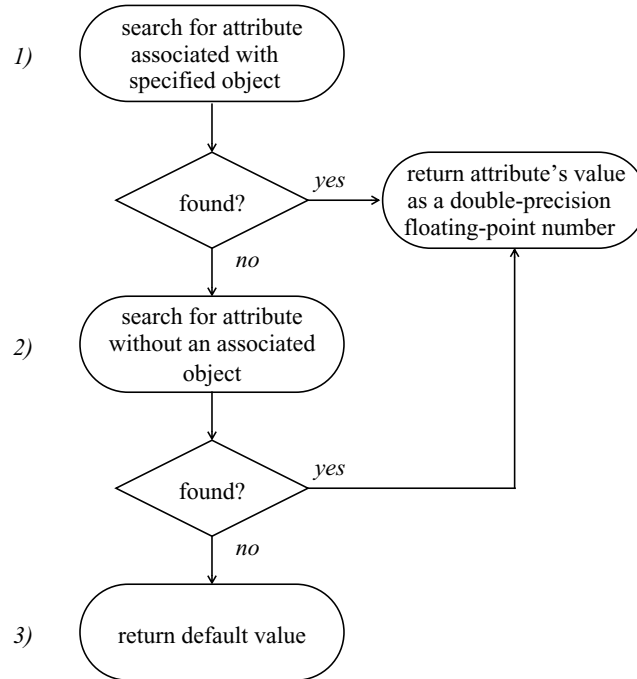 1)
search for attribute
associated with
specified object
found?
yes
return attribute’s value
as a double-precision
floating-point number
no
2)
search for attribute
without an associated
object
found?
yes
no
3)
return default value